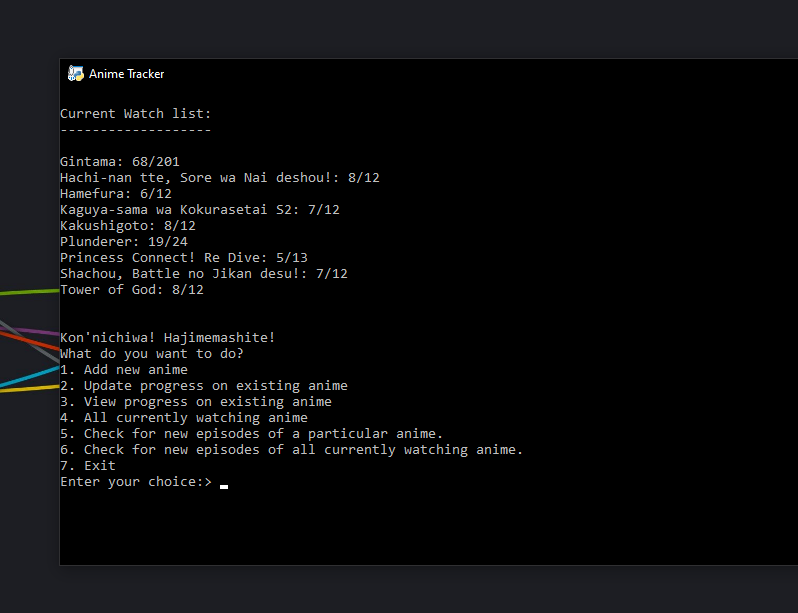 Anime Tracker
Current Watch list:
-------------------
Gintama: 68/201
Hachi-nan tte, Sore wa Nai deshou!: 8/12
Hamefura: 6/12
Kaguya-sama wa Kokurasetai S2: 7/12
Kakushigoto: 8/12
Plunderer: 19/24
Princess Connect! Re Dive: 5/13
Shachou, Battle no Jikan desu!: 7/12
Tower of God: 8/12
Kon'nichiwa! Hajimemashite!
What do you want to do?
1. Add new anime
2. Update progress on existing anime
3. View progress on existing anime
4. All currently watching anime
5. Check for new episodes of a particular anime.
6. Check for new episodes of all currently watching anime.
7. Exit
Enter your choice:>